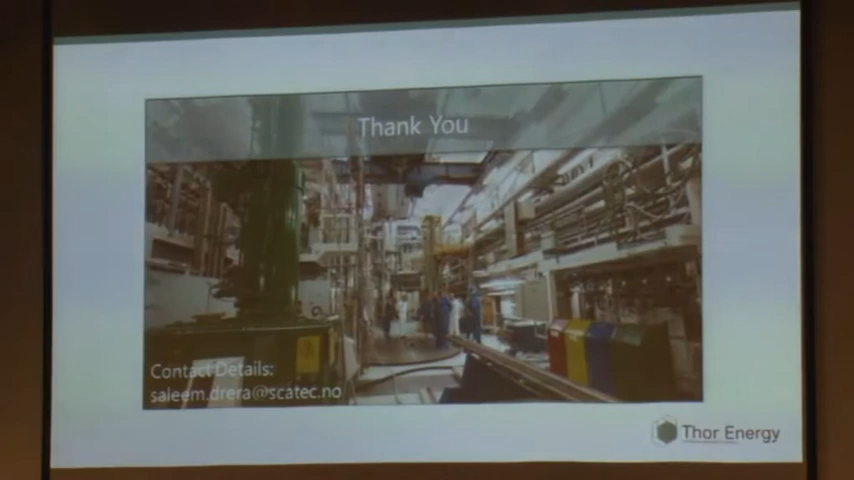 Thank You
Contact Details:
saleem.drera@scatec.no
Thor Energy